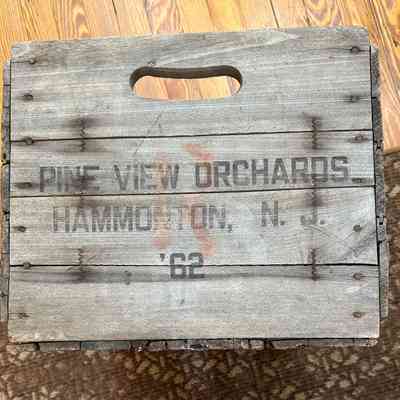 PINE VIEW ORCHARDS
HAMMONTON, N. J.
'62